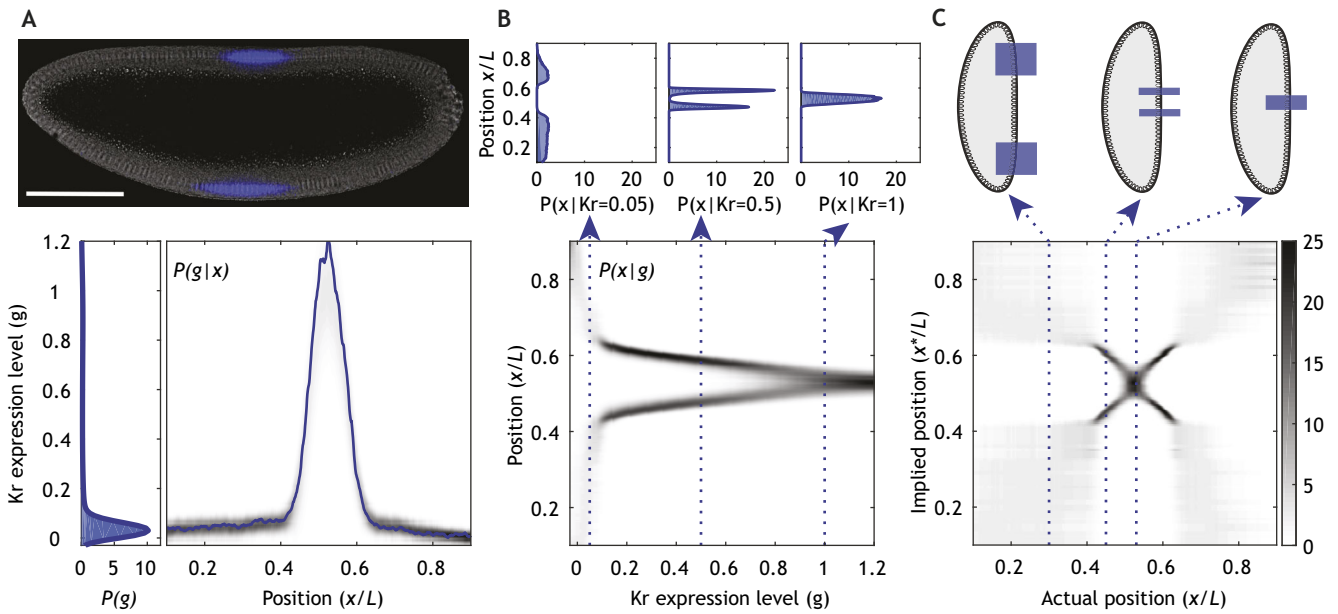 A
B
C
Position x/L
0.8
0.6
0.4
0.2
0 10 20
0 10 20
0 10 20
P(x|Kr=0.05)
P(x|Kr=0.5)
P(x|Kr=1)
Kr expression level (g)
1.2
1
0.8
0.6
0.4
0.2
0
0 5 10
P(g)
P(g|x)
0.2 0.4 0.6 0.8
Position (x/L)
P(x|g)
Position (x/L)
0.8
0.6
0.4
0.2
0 0.2 0.4 0.6 0.8 1 1.2
Kr expression level (g)
Implied position (x*/L)
0.8
0.6
0.4
0.2
0.2 0.4 0.6 0.8
Actual position (x/L)
25
20
15
10
5
0